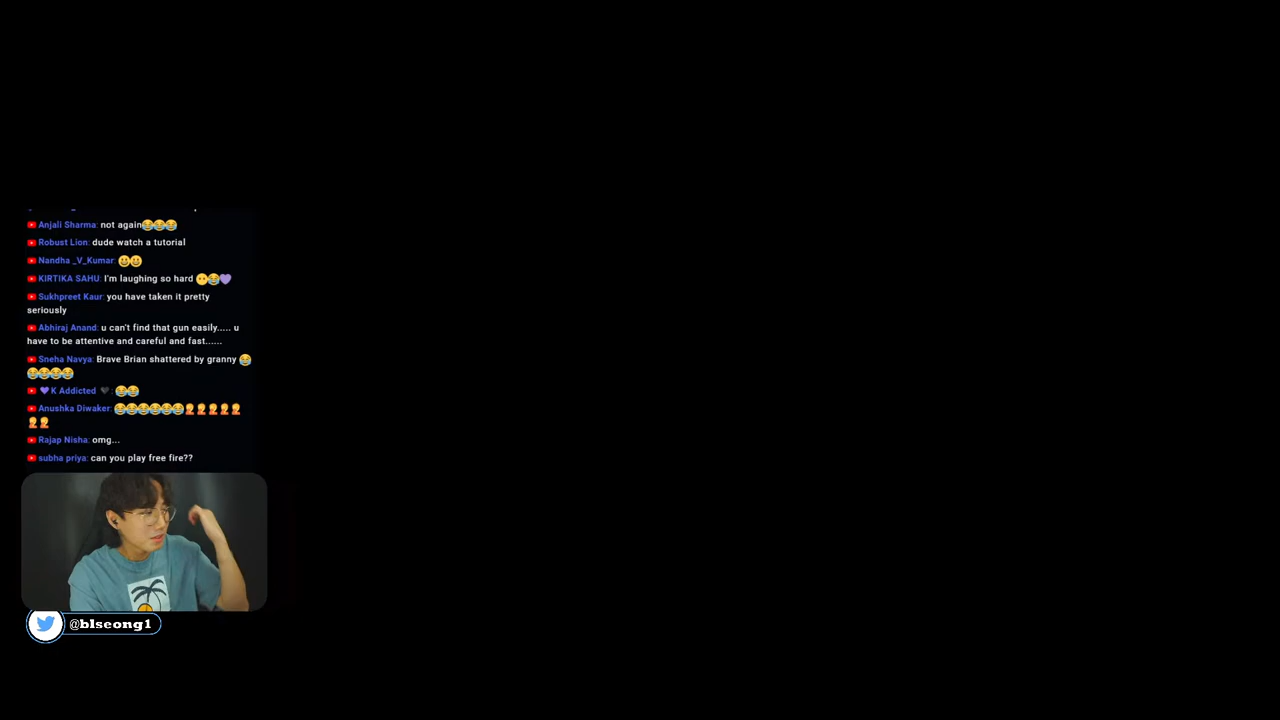 Anjali Sharma: not again😂😂😂
Robust Lion: dude watch a tutorial
Nandha _V_Kumar: 😃😃
KIRTIKA SAHU: I'm laughing so hard 😶😂💜
Sukhpreet Kaur: you have taken it pretty
seriously
Abhiraj Anand: u can't find that gun easily..... u
have to be attentive and careful and fast......
Sneha Navya: Brave Brian shattered by granny 😂
😂😂😂😂
💜K Addicted 🖤: 😂😂
Anushka Diwaker: 😂😂😂😂😂😂🤦🤦🤦🤦🤦
🤦🤦
Rajap Nisha: omg...
subha priya: can you play free fire??
@blseong1